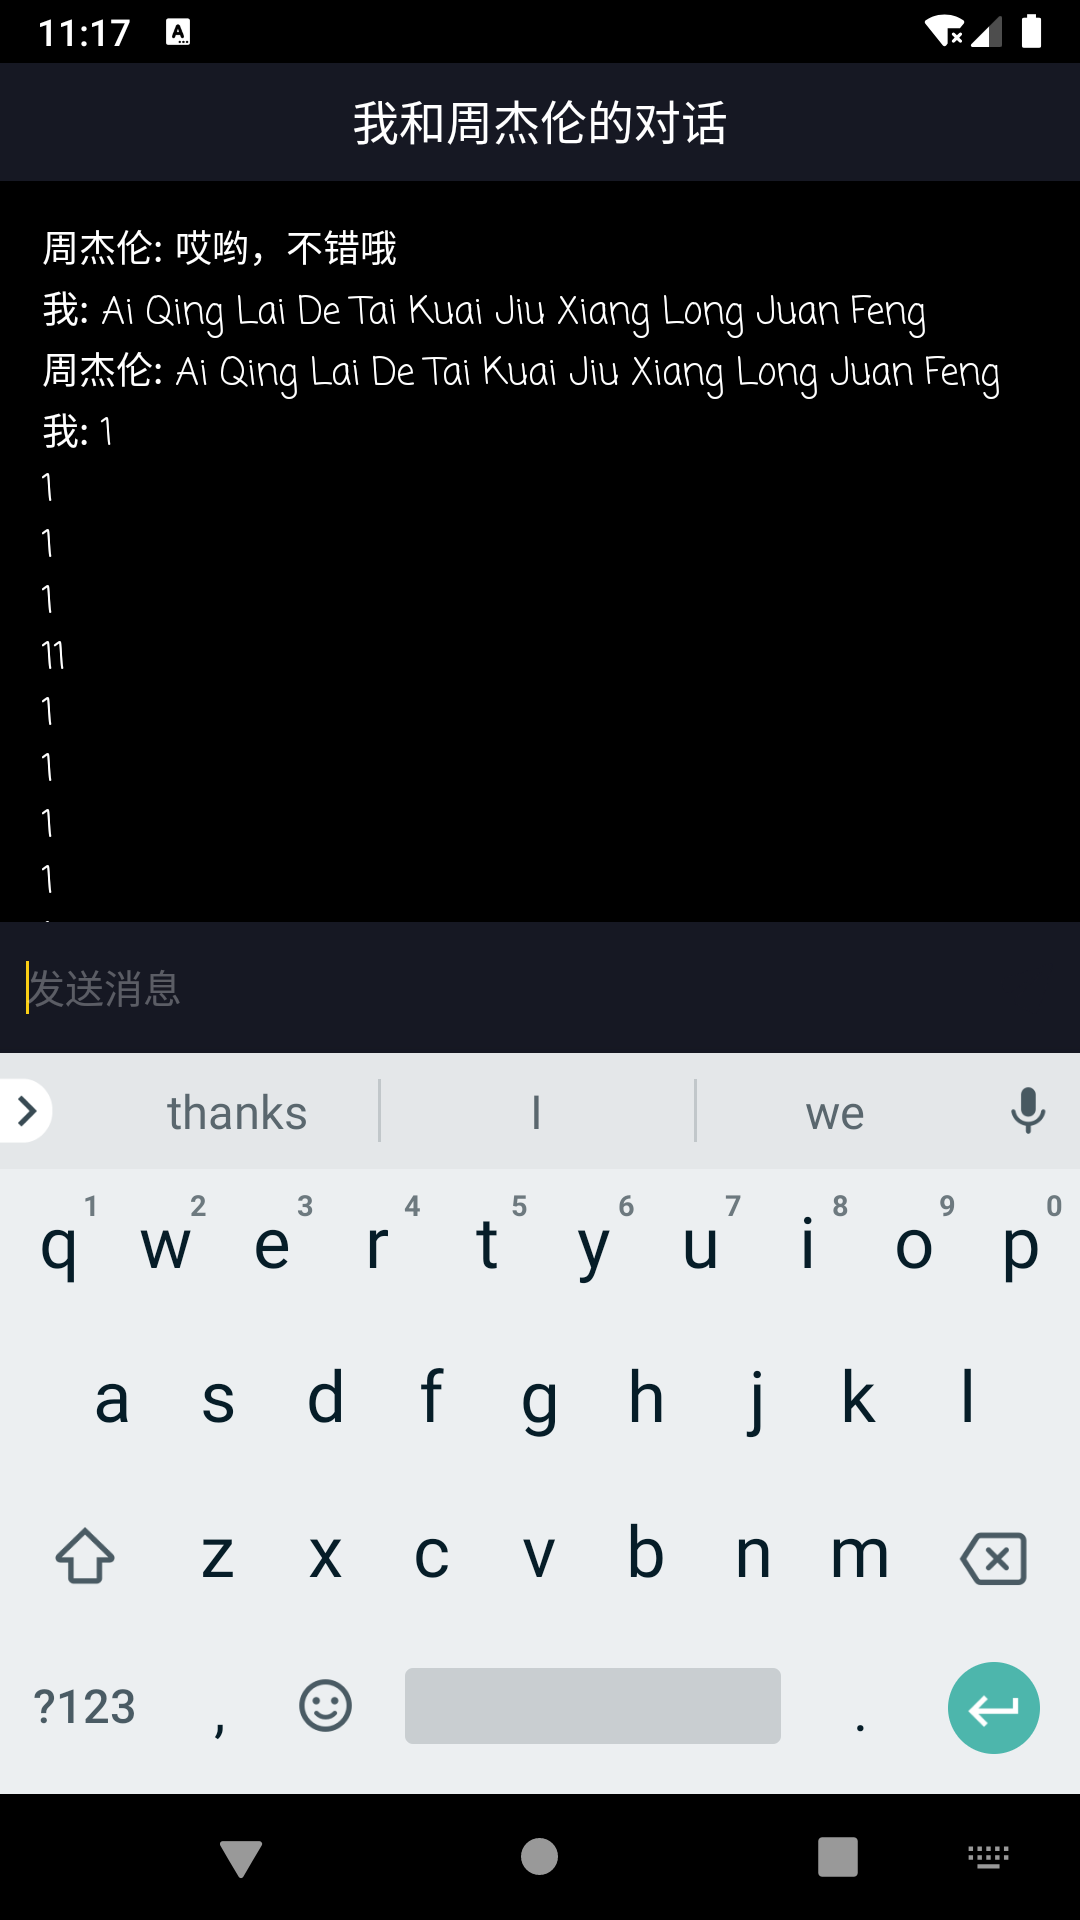 11:17
我和周杰伦的对话
周杰伦: 哎哟，不错哦
我: Ai Qing Lai De Tai Kuai Jiu Xiang Long Juan Feng
周杰伦: Ai Qing Lai De Tai Kuai Jiu Xiang Long Juan Feng
我: 1
1
1
1
11
1
1
1
1
发送消息
thanks I we
1 2 3 4 5 6 7 8 9 0
q w e r t y u i o p
a s d f g h j k l
z x c v b n m
?123 , .